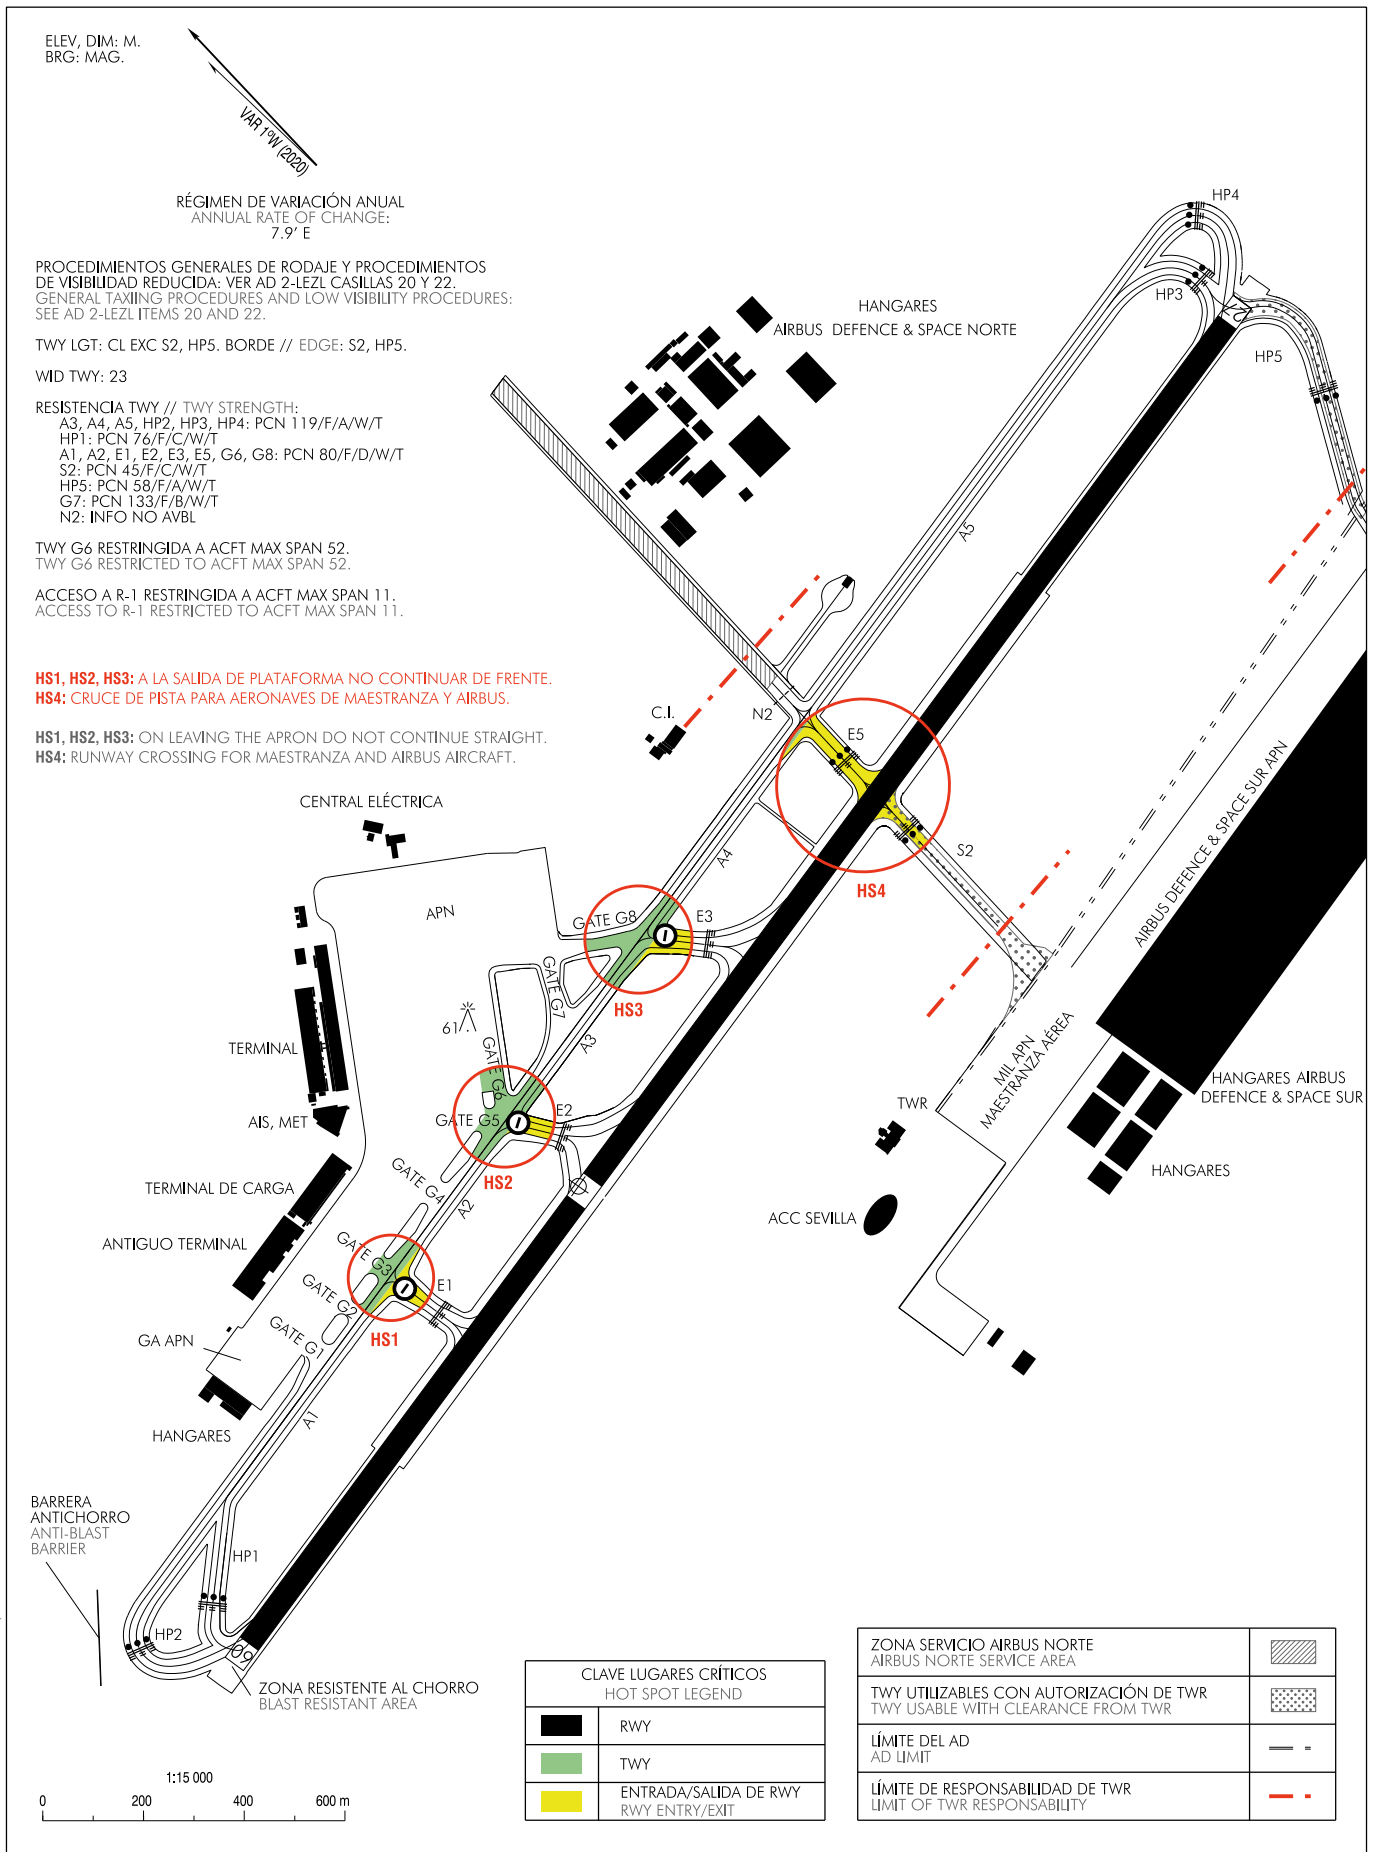 ELEV, DIM: M.
BRG: MAG.
VAR 1°W (2020)
RÉGIMEN DE VARIACIÓN ANUAL
ANNUAL RATE OF CHANGE:
7.9' E
PROCEDIMIENTOS GENERALES DE RODAJE Y PROCEDIMIENTOS
DE VISIBILIDAD REDUCIDA: VER AD 2-LEZL CASILLAS 20 Y 22.
GENERAL TAXIING PROCEDURES AND LOW VISIBILITY PROCEDURES:
SEE AD 2-LEZL ITEMS 20 AND 22.
TWY LGT: CL EXC S2, HP5. BORDE // EDGE: S2, HP5.
WID TWY: 23
RESISTENCIA TWY // TWY STRENGTH:
A3, A4, A5, HP2, HP3, HP4: PCN 119/F/A/W/T
HP1: PCN 76/F/C/W/T
A1, A2, E1, E2, E3, E5, G6, G8: PCN 80/F/D/W/T
S2: PCN 45/F/C/W/T
HP5: PCN 58/F/A/W/T
G7: PCN 133/F/B/W/T
N2: INFO NO AVBL
TWY G6 RESTRINGIDA A ACFT MAX SPAN 52.
TWY G6 RESTRICTED TO ACFT MAX SPAN 52.
ACCESO A R-1 RESTRINGIDA A ACFT MAX SPAN 11.
ACCESS TO R-1 RESTRICTED TO ACFT MAX SPAN 11.
HS1, HS2, HS3: A LA SALIDA DE PLATAFORMA NO CONTINUAR DE FRENTE.
HS4: CRUCE DE PISTA PARA AERONAVES DE MAESTRANZA Y AIRBUS.
HS1, HS2, HS3: ON LEAVING THE APRON DO NOT CONTINUE STRAIGHT.
HS4: RUNWAY CROSSING FOR MAESTRANZA AND AIRBUS AIRCRAFT.
HP4
HP3
27
HP5
HANGARES
AIRBUS DEFENCE & SPACE NORTE
A5
N2
C.I.
E5
HS4
S2
A4
AIRBUS DEFENCE & SPACE SUR APN
CENTRAL ELÉCTRICA
APN
GATE G8
E3
HS3
GATE G7
61
A3
GATE G6
GATE G5
E2
HS2
MIL APN
MAESTRANZA AÉREA
TWR
HANGARES AIRBUS
DEFENCE & SPACE SUR
HANGARES
ACC SEVILLA
TERMINAL
AIS, MET
TERMINAL DE CARGA
ANTIGUO TERMINAL
GATE G4
A2
GATE G3
GATE G2
E1
HS1
GATE G1
GA APN
A1
HANGARES
BARRERA
ANTICHORRO
ANTI-BLAST
BARRIER
HP1
HP2
09
ZONA RESISTENTE AL CHORRO
BLAST RESISTANT AREA
1:15 000
0 200 400 600 m
CLAVE LUGARES CRÍTICOS
HOT SPOT LEGEND
RWY
TWY
ENTRADA/SALIDA DE RWY
RWY ENTRY/EXIT
ZONA SERVICIO AIRBUS NORTE
AIRBUS NORTE SERVICE AREA
TWY UTILIZABLES CON AUTORIZACIÓN DE TWR
TWY USABLE WITH CLEARANCE FROM TWR
LÍMITE DEL AD
AD LIMIT
LÍMITE DE RESPONSABILIDAD DE TWR
LIMIT OF TWR RESPONSABILITY